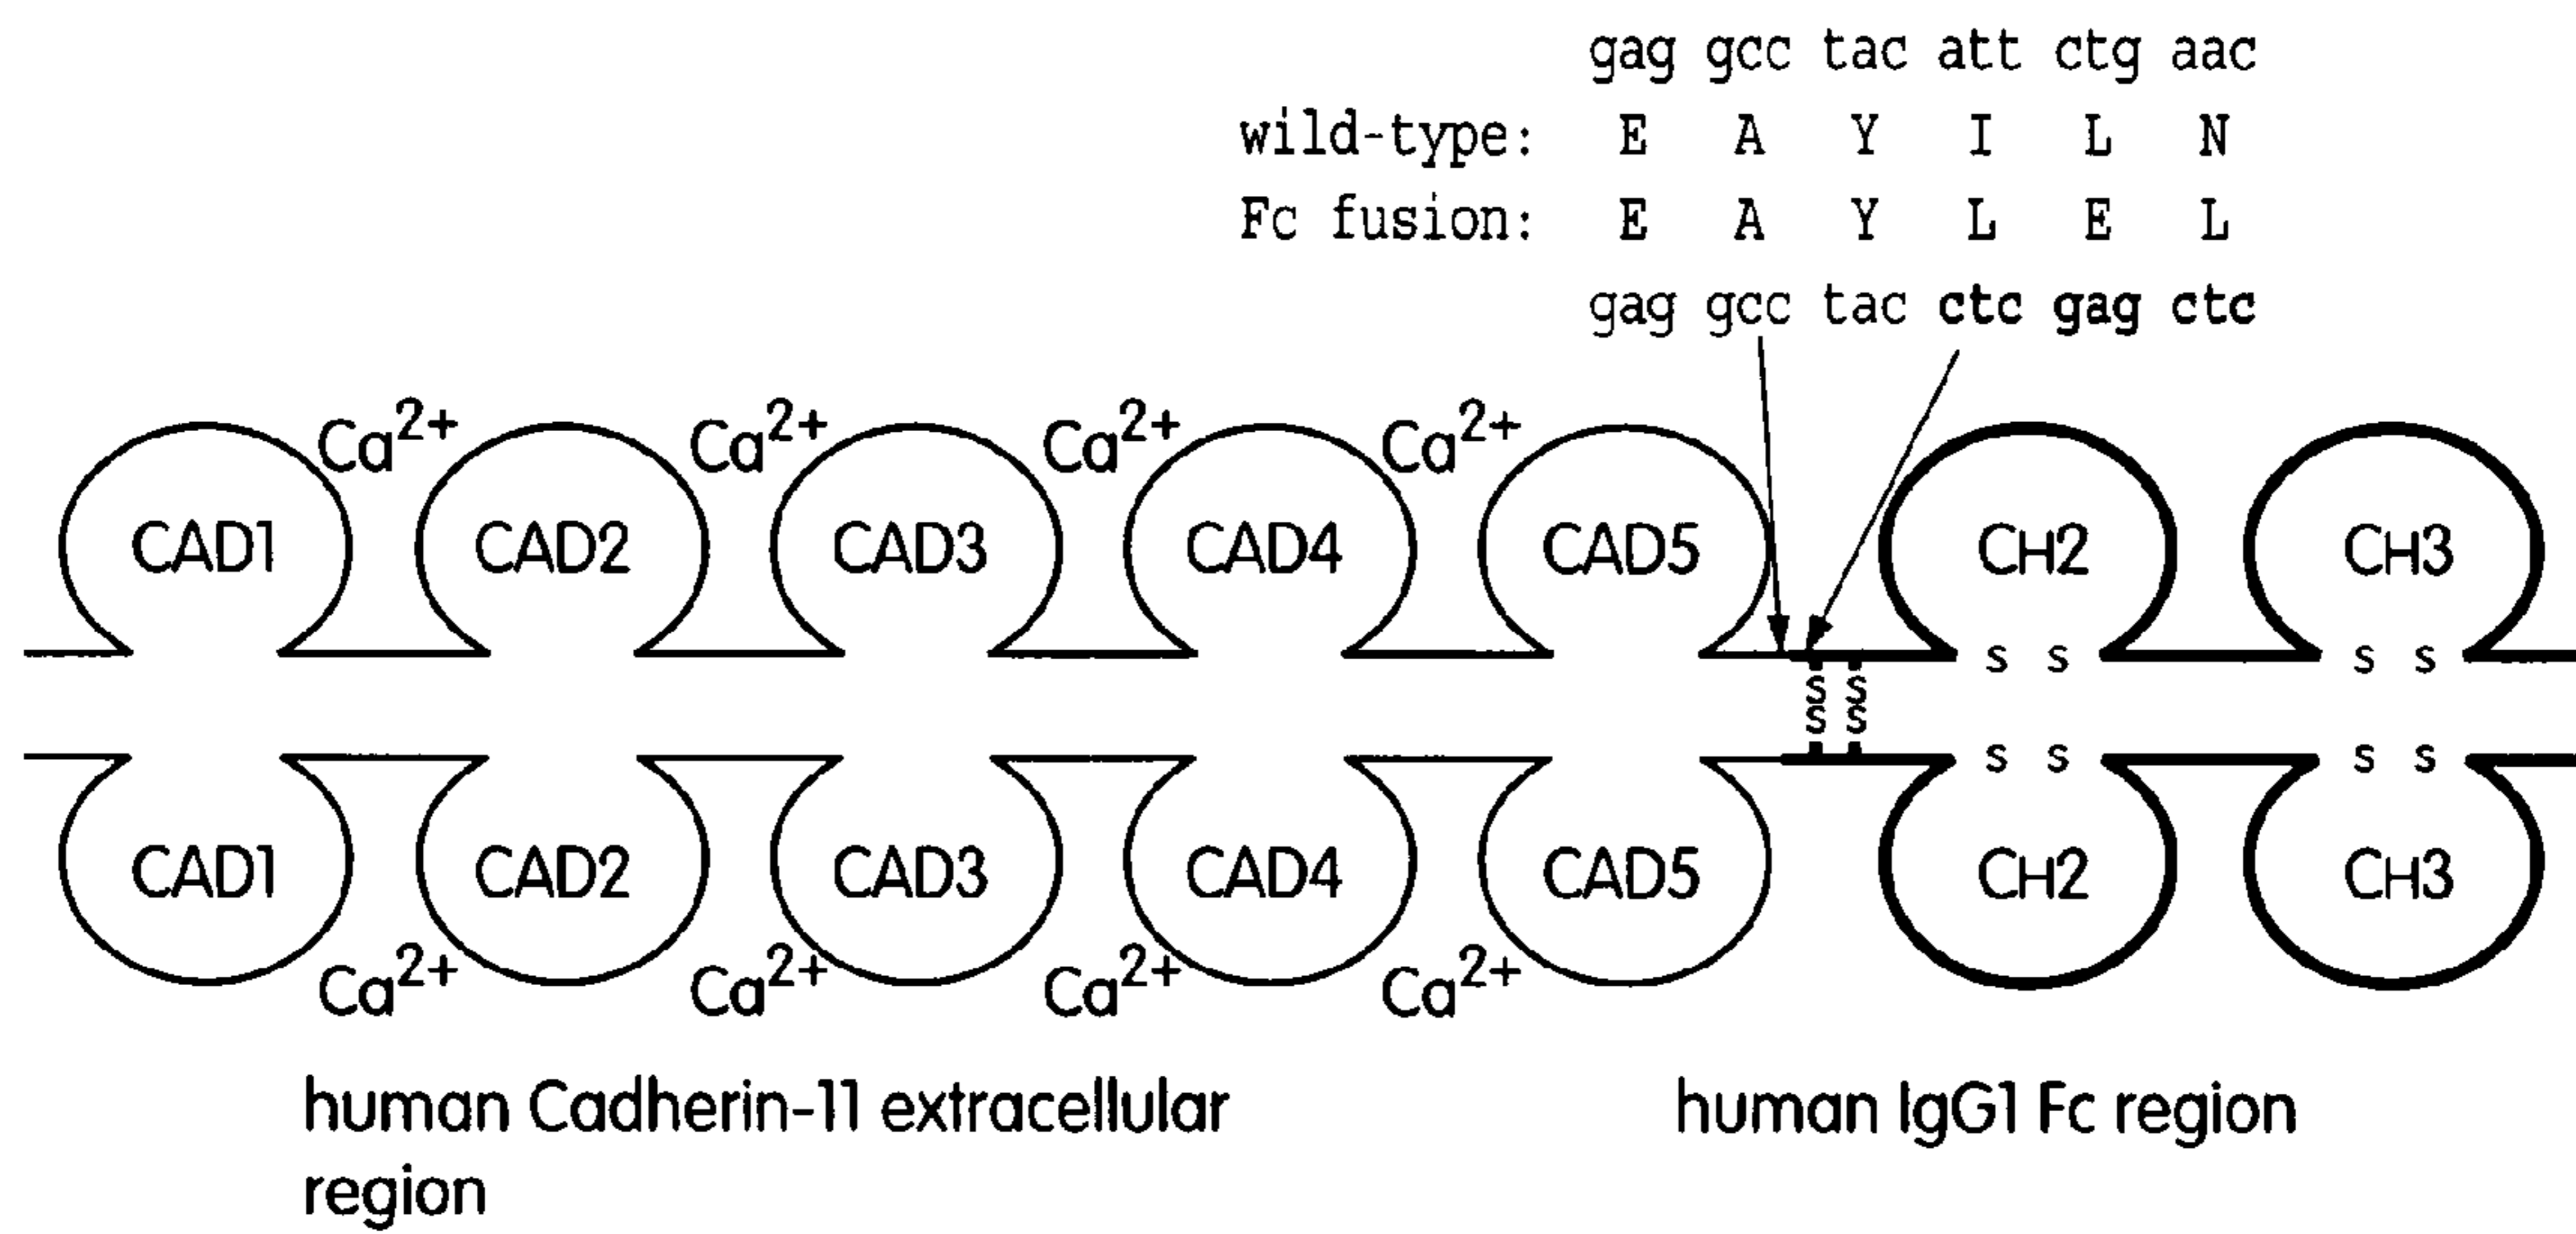 gag gcc tac att ctg aac
wild-type: E A Y I L N
Fc fusion: E A Y L E L
gag gcc tac ctc gag ctc
Ca2+ Ca2+ Ca2+ Ca2+
CAD1 CAD2 CAD3 CAD4 CAD5 CH2 CH3
s s s s
s s
s s
s s s s
CAD1 CAD2 CAD3 CAD4 CAD5 CH2 CH3
Ca2+ Ca2+ Ca2+ Ca2+
human Cadherin-11 extracellular
region
human IgG1 Fc region